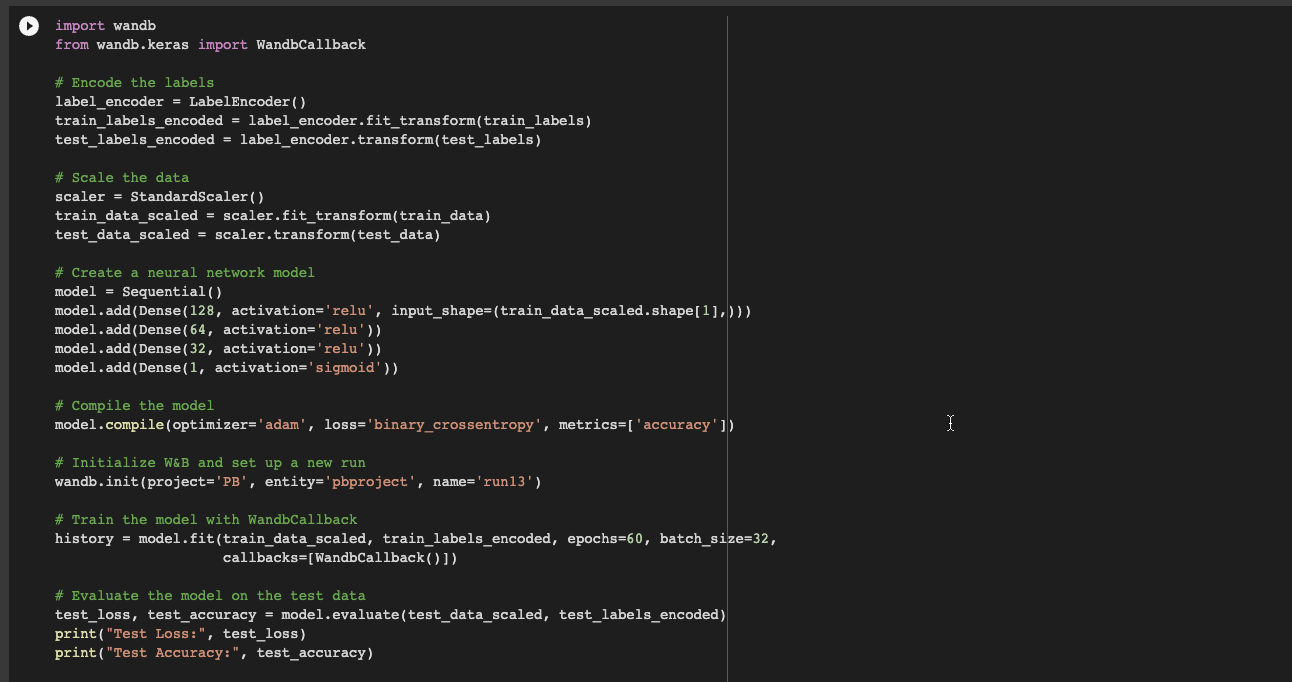 import wandb
from wandb.keras import WandbCallback
# Encode the labels
label_encoder = LabelEncoder()
train_labels_encoded = label_encoder.fit_transform(train_labels)
test_labels_encoded = label_encoder.transform(test_labels)
# Scale the data
scaler = StandardScaler()
train_data_scaled = scaler.fit_transform(train_data)
test_data_scaled = scaler.transform(test_data)
# Create a neural network model
model = Sequential()
model.add(Dense(128, activation='relu', input_shape=(train_data_scaled.shape[1],)))
model.add(Dense(64, activation='relu'))
model.add(Dense(32, activation='relu'))
model.add(Dense(1, activation='sigmoid'))
# Compile the model
model.compile(optimizer='adam', loss='binary_crossentropy', metrics=['accuracy'])
# Initialize W&B and set up a new run
wandb.init(project='PB', entity='pbproject', name='run13')
# Train the model with WandbCallback
history = model.fit(train_data_scaled, train_labels_encoded, epochs=60, batch_size=32,
                    callbacks=[WandbCallback()])
# Evaluate the model on the test data
test_loss, test_accuracy = model.evaluate(test_data_scaled, test_labels_encoded)
print("Test Loss:", test_loss)
print("Test Accuracy:", test_accuracy)